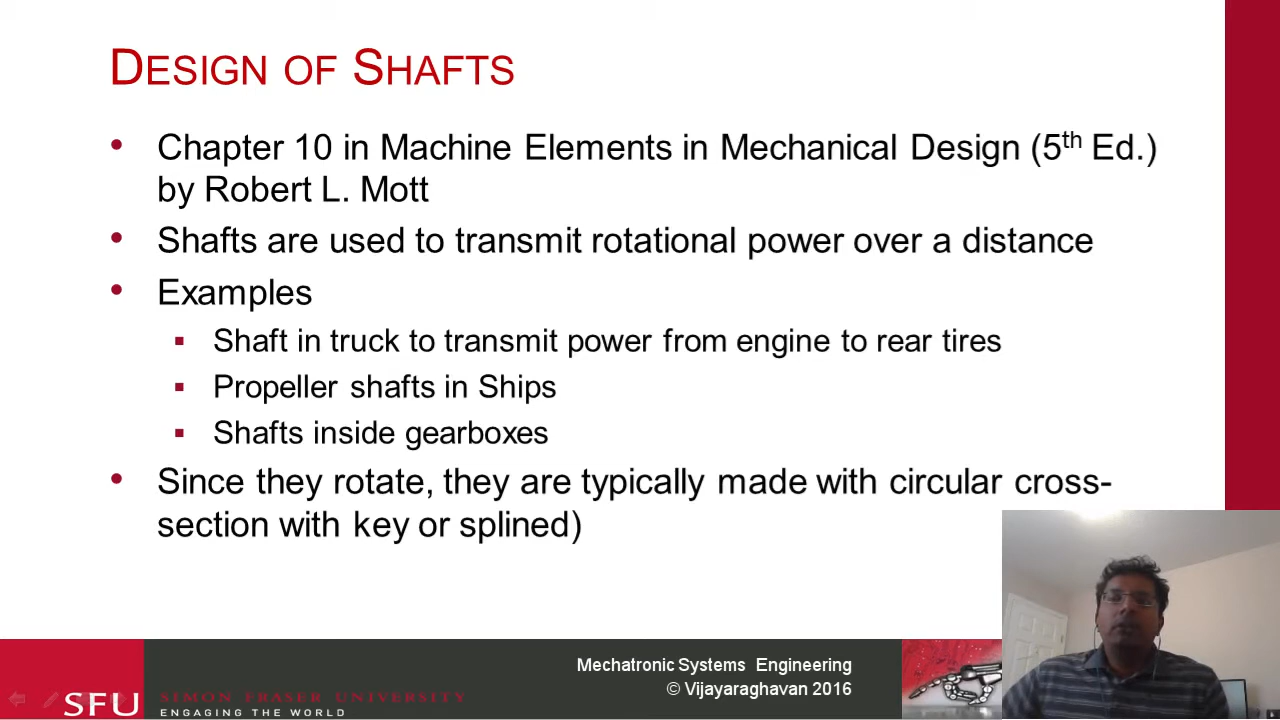 DESIGN OF SHAFTS
• Chapter 10 in Machine Elements in Mechanical Design (5th Ed.)
by Robert L. Mott
• Shafts are used to transmit rotational power over a distance
• Examples
▪ Shaft in truck to transmit power from engine to rear tires
▪ Propeller shafts in Ships
▪ Shafts inside gearboxes
• Since they rotate, they are typically made with circular cross-
section with key or splined)
Mechatronic Systems Engineering
© Vijayaraghavan 2016
SFU
SIMON FRASER UNIVERSITY
ENGAGING THE WORLD